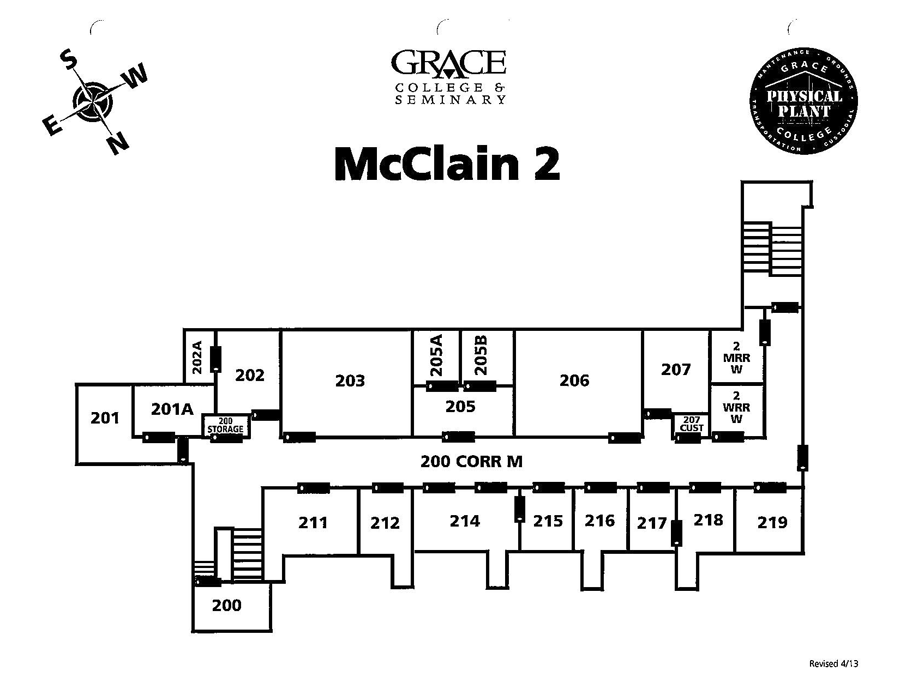 S
W
E
N
GRACE
COLLEGE &
SEMINARY
MAINTENANCE • GROUNDS
GRACE
PHYSICAL
PLANT
COLLEGE
TRANSPORTATION • CUSTODIAL
McClain 2
202A
202
203
205A
205B
206
207
2
MRR
W
201
201A
200
STORAGE
205
207
CUST
2
WRR
W
200 CORR M
211
212
214
215
216
217
218
219
200
Revised 4/13